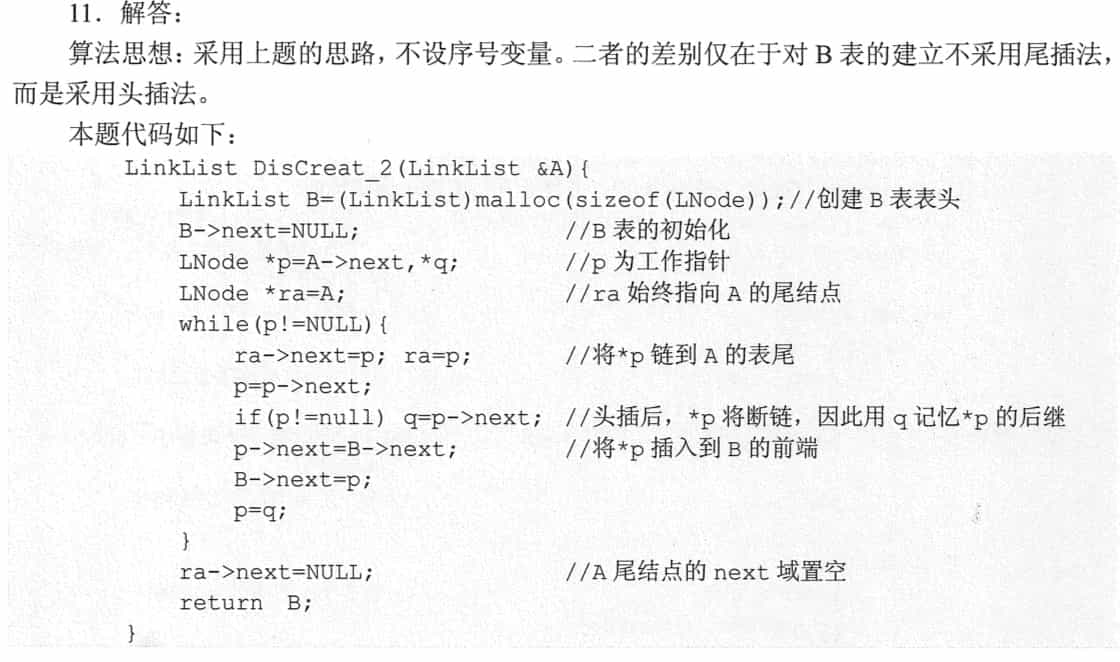 11．解答：
算法思想：采用上题的思路，不设序号变量。二者的差别仅在于对 B 表的建立不采用尾插法，
而是采用头插法。
本题代码如下：
LinkList DisCreat_2(LinkList &A){
LinkList B=(LinkList)malloc(sizeof(LNode));//创建 B 表表头
B->next=NULL; //B 表的初始化
LNode *p=A->next,*q; //p 为工作指针
LNode *ra=A; //ra 始终指向 A 的尾结点
while(p!=NULL){
ra->next=p; ra=p; //将*p 链到 A 的表尾
p=p->next;
if(p!=null) q=p->next; //头插后，*p 将断链，因此用 q 记忆*p 的后继
p->next=B->next; //将*p 插入到 B 的前端
B->next=p;
p=q;
}
ra->next=NULL; //A 尾结点的 next 域置空
return B;
}